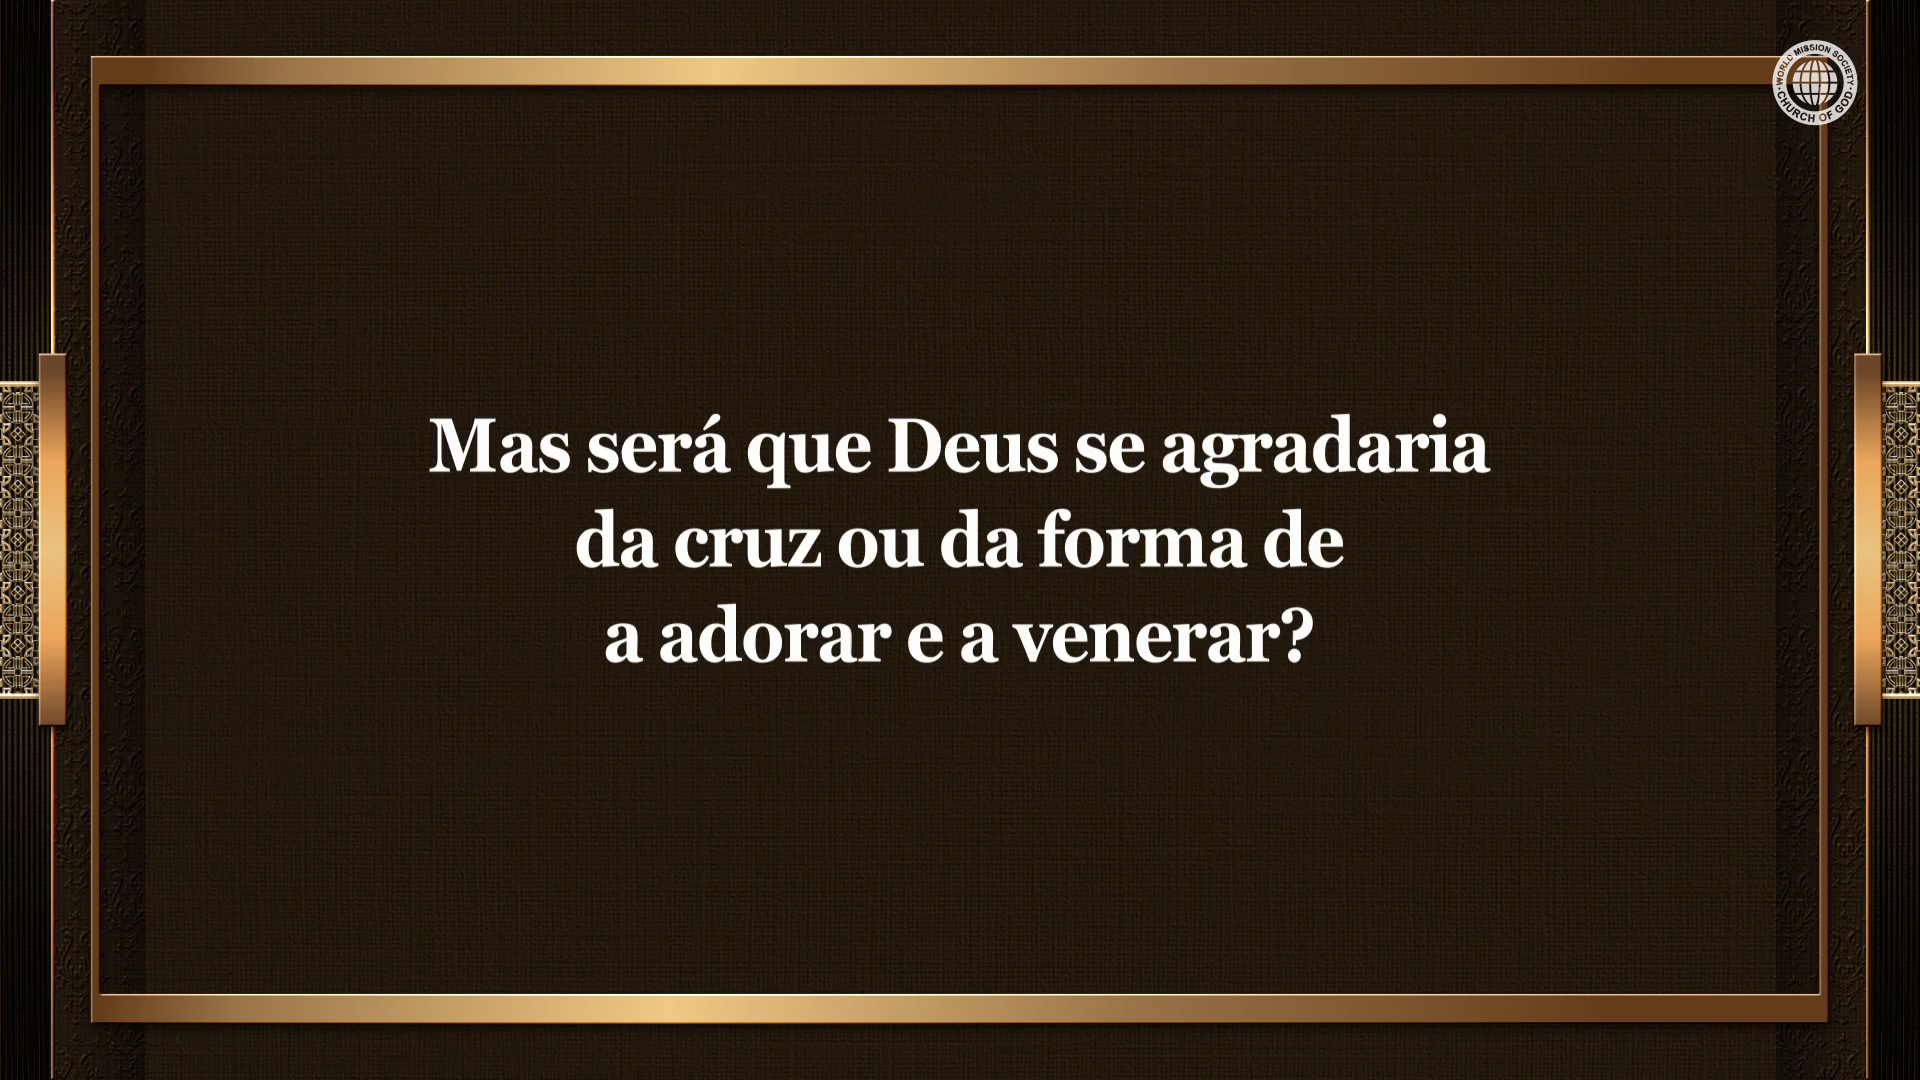 WORLD MISSION SOCIETY
CHURCH OF GOD
Mas será que Deus se agradaria
da cruz ou da forma de
a adorar e a venerar?